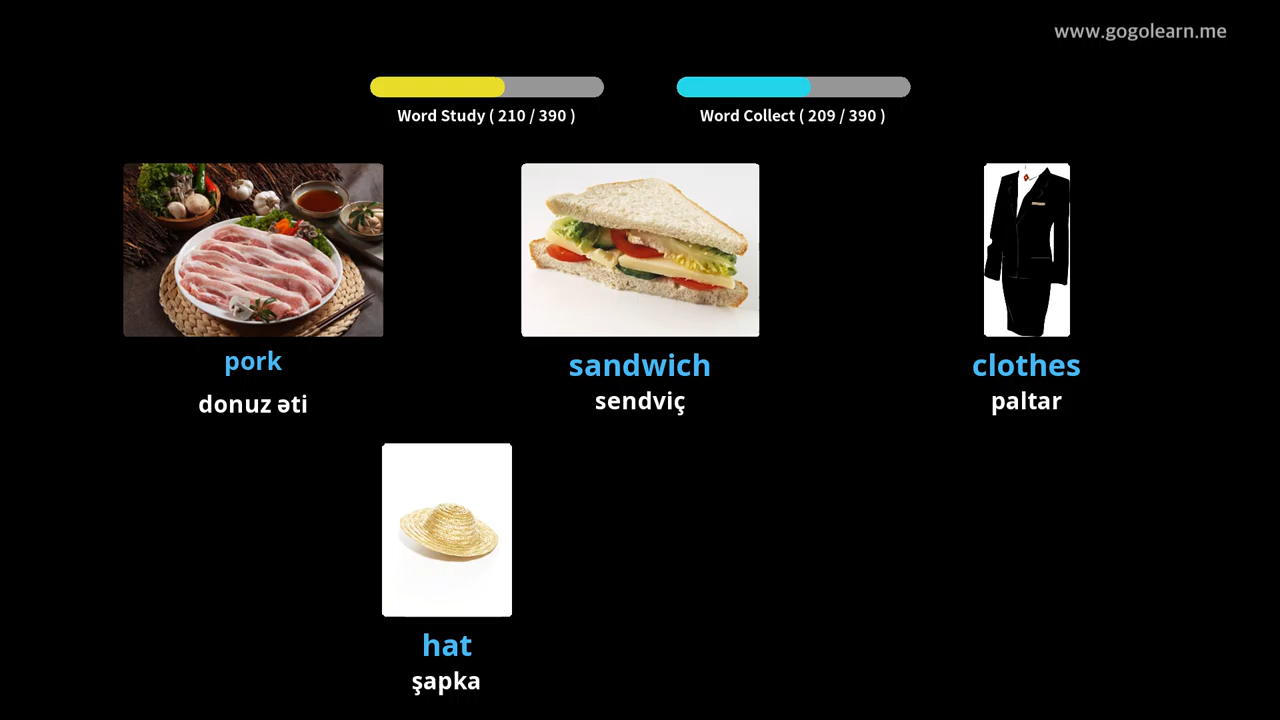 www.gogolearn.me
Word Study ( 210 / 390 )
Word Collect ( 209 / 390 )
pork
donuz əti
sandwich
sendviç
clothes
paltar
hat
şapka